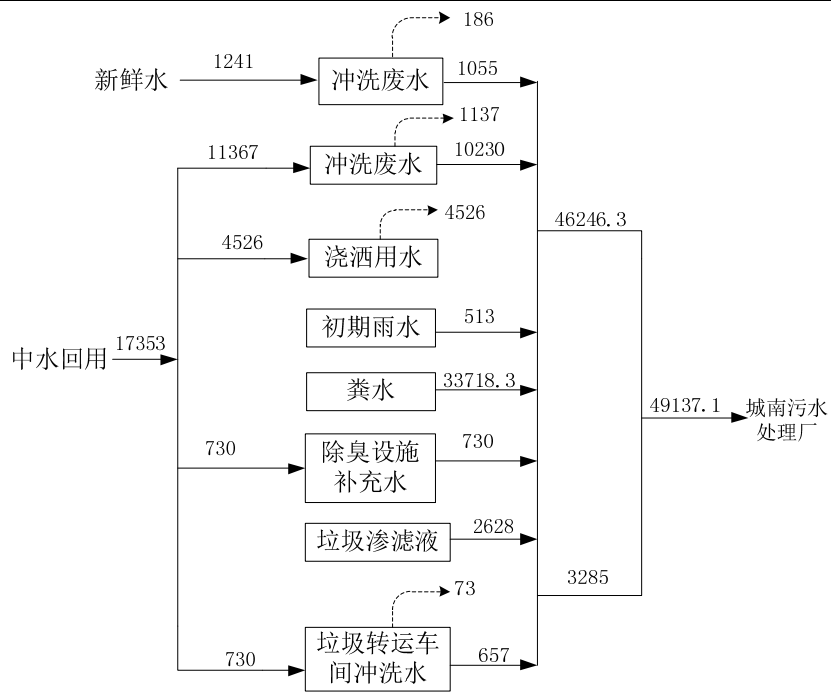 186
1241
新鲜水
冲洗废水
1055
1137
11367
冲洗废水
10230
4526
4526
浇洒用水
46246.3
初期雨水
513
17353
中水回用
粪水
33718.3
49137.1
城南污水
处理厂
730
除臭设施
补充水
730
垃圾渗滤液
2628
3285
73
730
垃圾转运车
间冲洗水
657